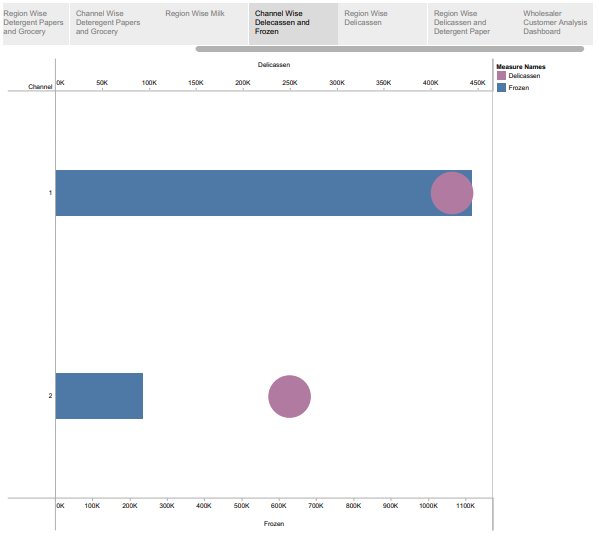 Region Wise
Detergent Papers
and Grocery
Channel Wise
Deteregent Papers
and Grocery
Region Wise Milk
Channel Wise
Delecassen and
Frozen
Region Wise
Delicassen
Region Wise
Delicassen and
Detergent Paper
Wholesaler
Customer Analysis
Dashboard
Delicassen
Channel
0K 50K 100K 150K 200K 250K 300K 350K 400K 450K
Measure Names
Delicassen
Frozen
1
2
0K 100K 200K 300K 400K 500K 600K 700K 800K 900K 1000K 1100K
Frozen